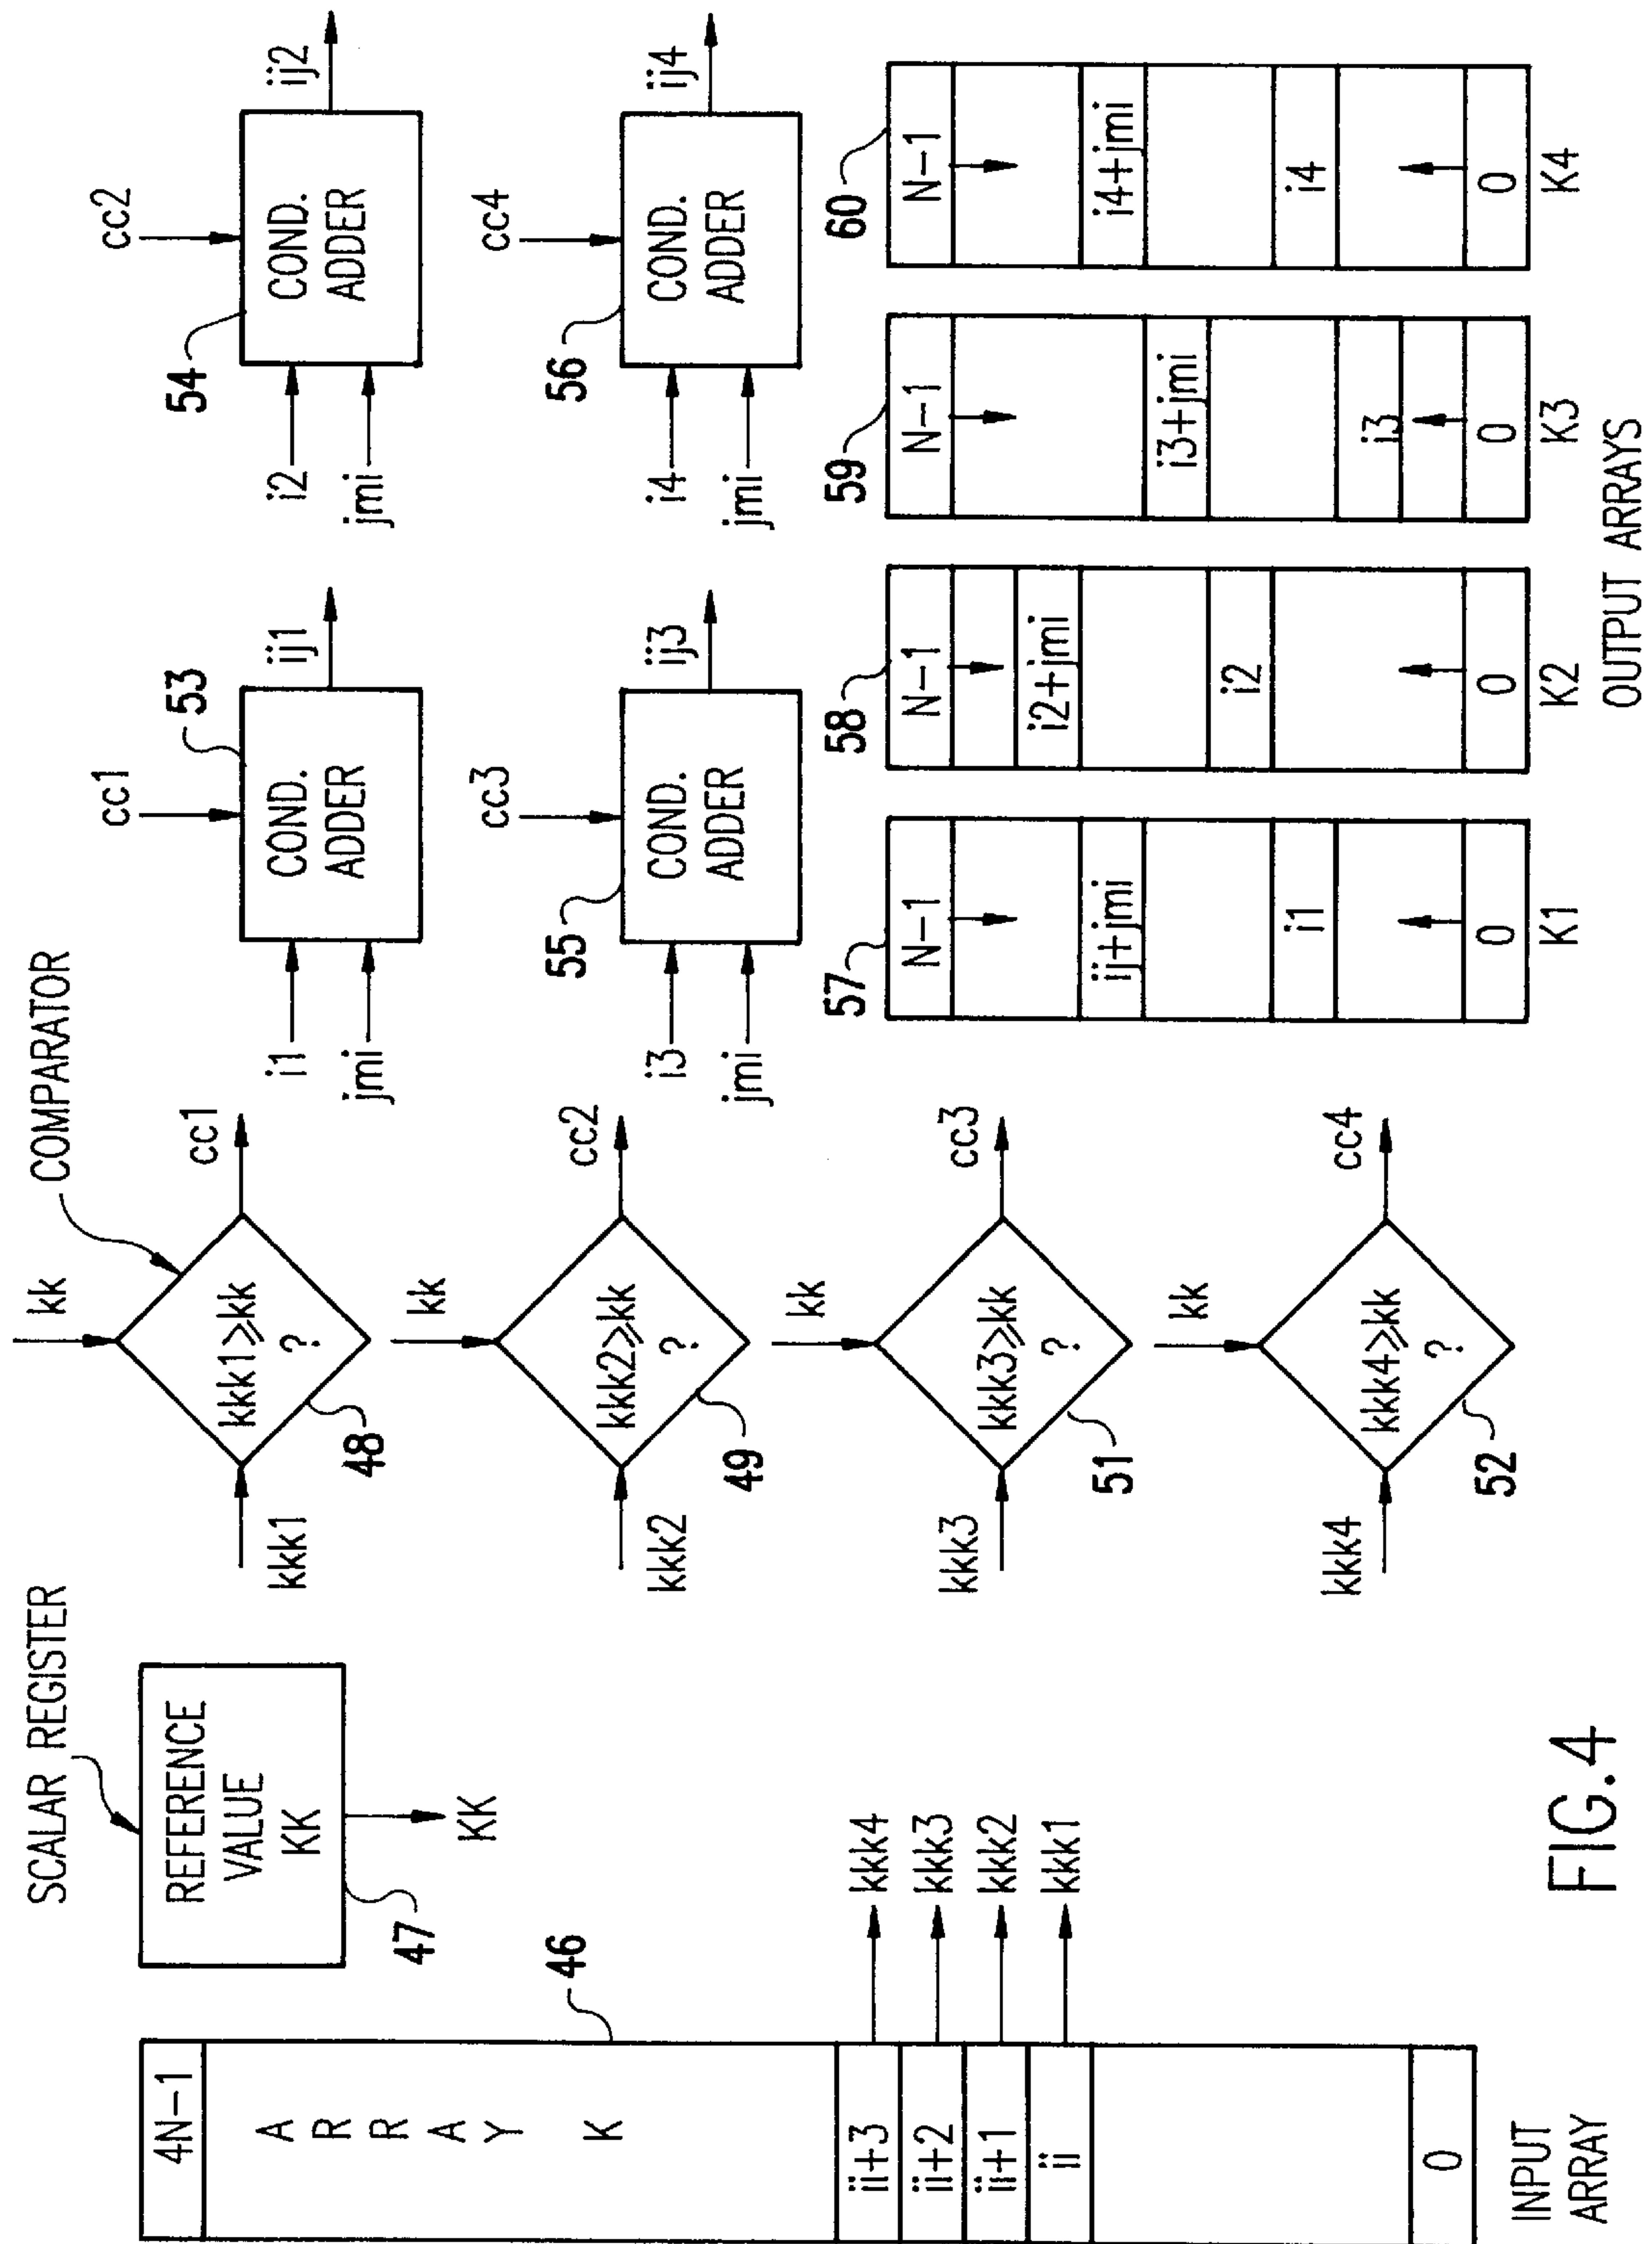 SCALAR REGISTER
REFERENCE
VALUE
KK
47
KK
4N-1
A
R
R
A
Y
K
46
ii+3
ii+2
ii+1
ii
0
kkk4
kkk3
kkk2
kkk1
INPUT
ARRAY
COMPARATOR
kk
kkk1
kkk1⩾kk
?
cc1
48
kk
kkk2
kkk2⩾kk
?
cc2
49
kk
kkk3
kkk3⩾kk
?
cc3
51
kk
kkk4
kkk4⩾kk
?
cc4
52
cc1
53
i1
jmi
COND.
ADDER
ij1
cc2
54
i2
jmi
COND.
ADDER
ij2
cc3
55
i3
jmi
COND.
ADDER
ij3
cc4
56
i4
jmi
COND.
ADDER
ij4
57
N-1
ij+jmi
i1
0
K1
58
N-1
i2+jmi
i2
0
K2
59
N-1
i3+jmi
i3
0
K3
60
N-1
i4+jmi
i4
0
K4
OUTPUT ARRAYS
FIG.4